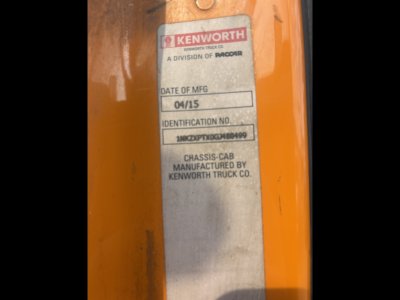 KENWORTH
KENWORTH TRUCK CO.
A DIVISION OF PACCAR
DATE OF MFG
04/15
IDENTIFICATION NO.
CHASSIS-CAB
MANUFACTURED BY
KENWORTH TRUCK CO.